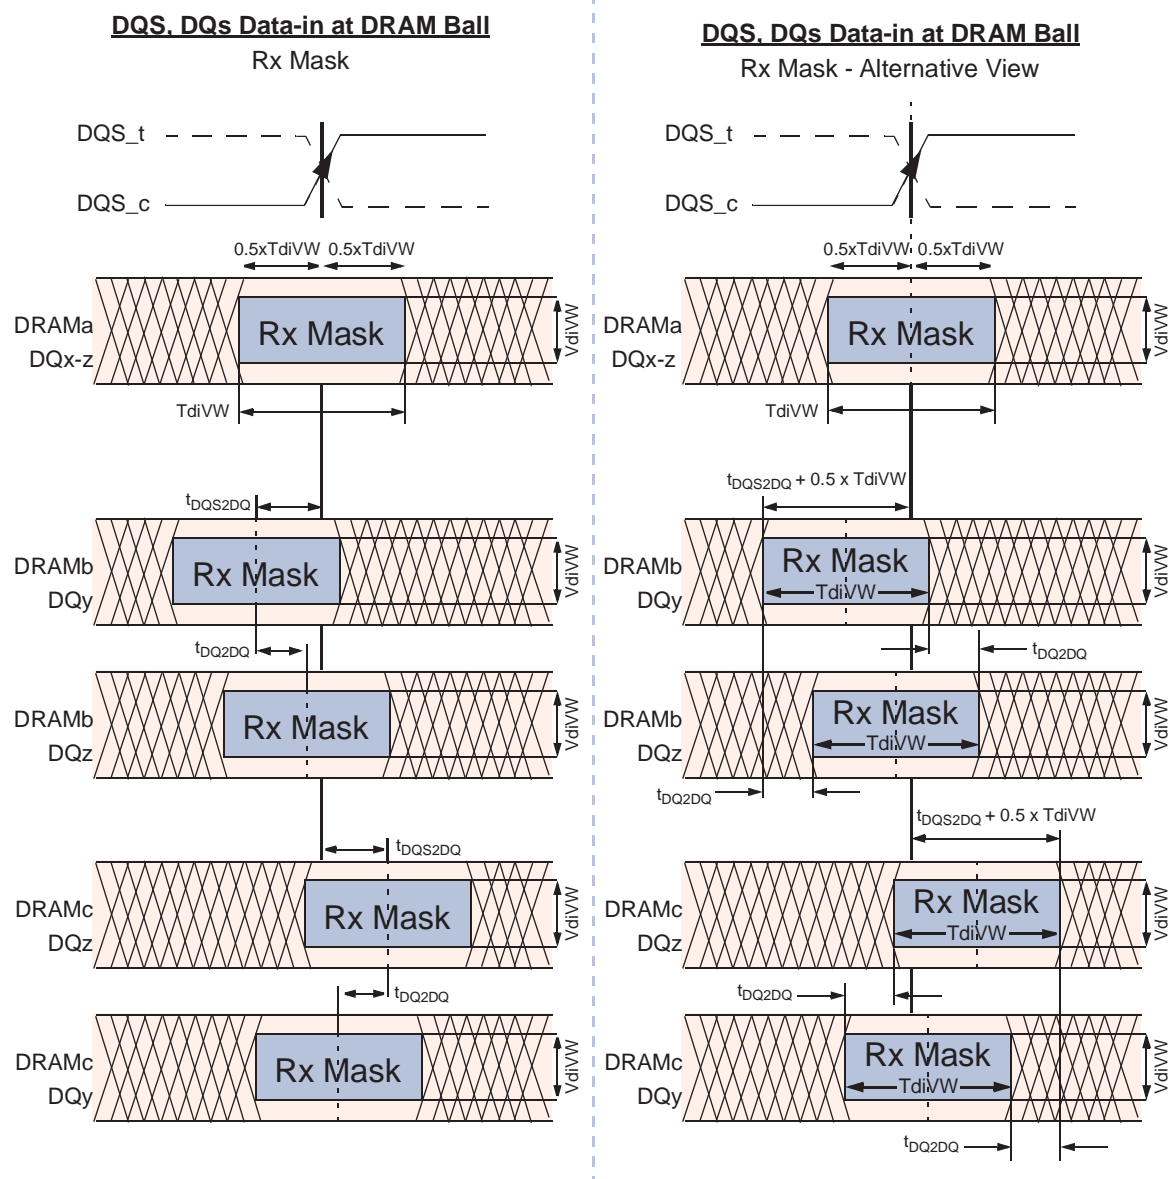 DQS, DQs Data-in at DRAM Ball
Rx Mask
DQS_t
DQS_c
0.5xTdiVW 0.5xTdiVW
DRAMa
DQx-z
Rx Mask
VdiVW
TdiVW
tDQS2DQ
DRAMb
DQy
Rx Mask
VdiVW
tDQ2DQ
DRAMb
DQz
Rx Mask
VdiVW
tDQS2DQ
DRAMc
DQz
Rx Mask
VdiVW
tDQ2DQ
DRAMc
DQy
Rx Mask
VdiVW
DQS, DQs Data-in at DRAM Ball
Rx Mask - Alternative View
DQS_t
DQS_c
0.5xTdiVW 0.5xTdiVW
DRAMa
DQx-z
Rx Mask
VdiVW
TdiVW
tDQS2DQ + 0.5 x TdiVW
DRAMb
DQy
Rx Mask
TdiVW
VdiVW
tDQ2DQ
DRAMb
DQz
Rx Mask
TdiVW
VdiVW
tDQ2DQ
tDQS2DQ + 0.5 x TdiVW
DRAMc
DQz
Rx Mask
TdiVW
VdiVW
tDQ2DQ
DRAMc
DQy
Rx Mask
TdiVW
VdiVW
tDQ2DQ